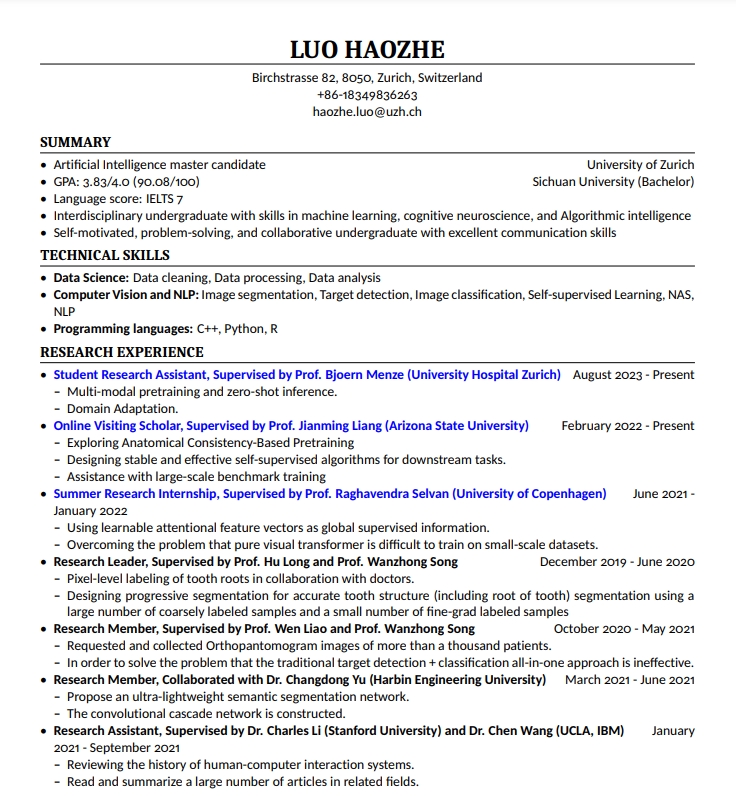 LUO HAOZHE
Birchstrasse 82, 8050, Zurich, Switzerland
+86-18349836263
haozhe.luo@uzh.ch
SUMMARY
• Artificial Intelligence master candidate University of Zurich
• GPA: 3.83/4.0 (90.08/100) Sichuan University (Bachelor)
• Language score: IELTS 7
• Interdisciplinary undergraduate with skills in machine learning, cognitive neuroscience, and Algorithmic intelligence
• Self-motivated, problem-solving, and collaborative undergraduate with excellent communication skills
TECHNICAL SKILLS
• Data Science: Data cleaning, Data processing, Data analysis
• Computer Vision and NLP: Image segmentation, Target detection, Image classification, Self-supervised Learning, NAS,
NLP
• Programming languages: C++, Python, R
RESEARCH EXPERIENCE
• Student Research Assistant, Supervised by Prof. Bjoern Menze (University Hospital Zurich) August 2023 - Present
– Multi-modal pretraining and zero-shot inference.
– Domain Adaptation.
• Online Visiting Scholar, Supervised by Prof. Jianming Liang (Arizona State University) February 2022 - Present
– Exploring Anatomical Consistency-Based Pretraining
– Designing stable and effective self-supervised algorithms for downstream tasks.
– Assistance with large-scale benchmark training
• Summer Research Internship, Supervised by Prof. Raghavendra Selvan (University of Copenhagen) June 2021 -
January 2022
– Using learnable attentional feature vectors as global supervised information.
– Overcoming the problem that pure visual transformer is difficult to train on small-scale datasets.
• Research Leader, Supervised by Prof. Hu Long and Prof. Wanzhong Song December 2019 - June 2020
– Pixel-level labeling of tooth roots in collaboration with doctors.
– Designing progressive segmentation for accurate tooth structure (including root of tooth) segmentation using a
large number of coarsely labeled samples and a small number of fine-grad labeled samples
• Research Member, Supervised by Prof. Wen Liao and Prof. Wanzhong Song October 2020 - May 2021
– Requested and collected Orthopantomogram images of more than a thousand patients.
– In order to solve the problem that the traditional target detection + classification all-in-one approach is ineffective.
• Research Member, Collaborated with Dr. Changdong Yu (Harbin Engineering University) March 2021 - June 2021
– Propose an ultra-lightweight semantic segmentation network.
– The convolutional cascade network is constructed.
• Research Assistant, Supervised by Dr. Charles Li (Stanford University) and Dr. Chen Wang (UCLA, IBM) January
2021 - September 2021
– Reviewing the history of human-computer interaction systems.
– Read and summarize a large number of articles in related fields.